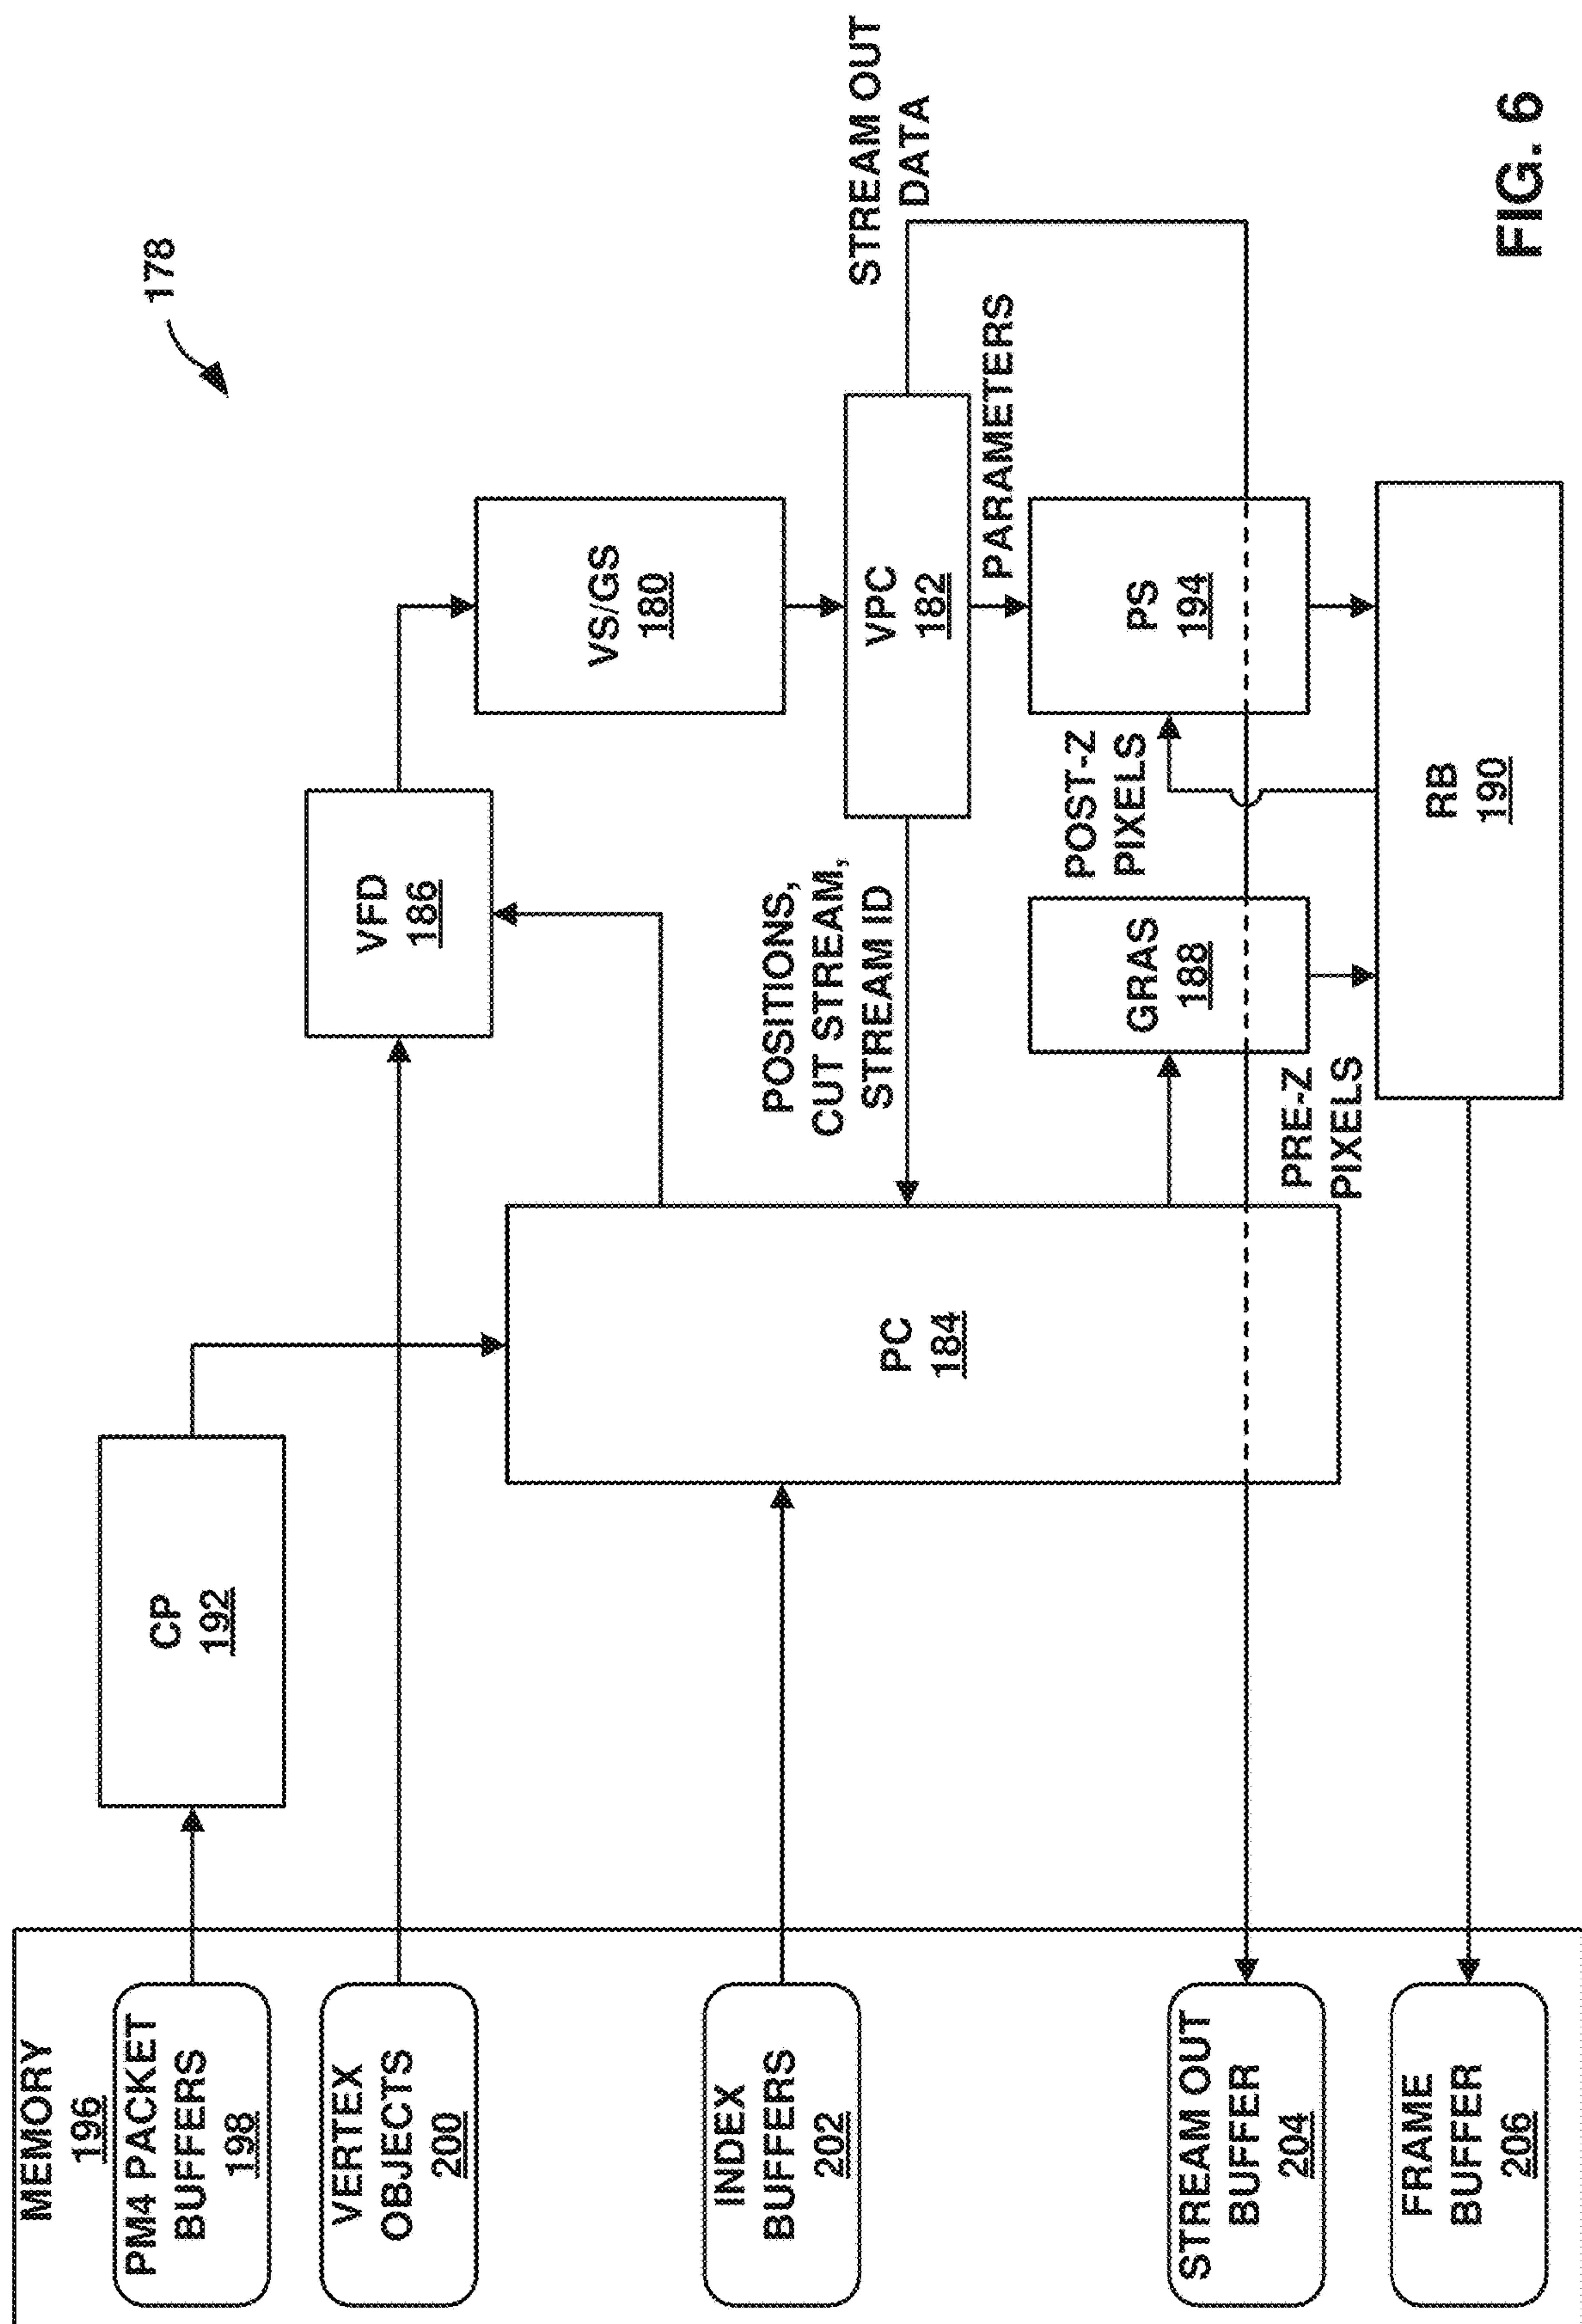 178
MEMORY
196
PM4 PACKET
BUFFERS
198
VERTEX
OBJECTS
200
INDEX
BUFFERS
202
STREAM OUT
BUFFER
204
FRAME
BUFFER
206
CP
192
VFD
186
VS/GS
180
PC
184
POSITIONS,
CUT STREAM,
STREAM ID
VPC
182
STREAM OUT
DATA
PARAMETERS
GRAS
188
POST-Z
PIXELS
PS
194
PRE-Z
PIXELS
RB
190
FIG. 6